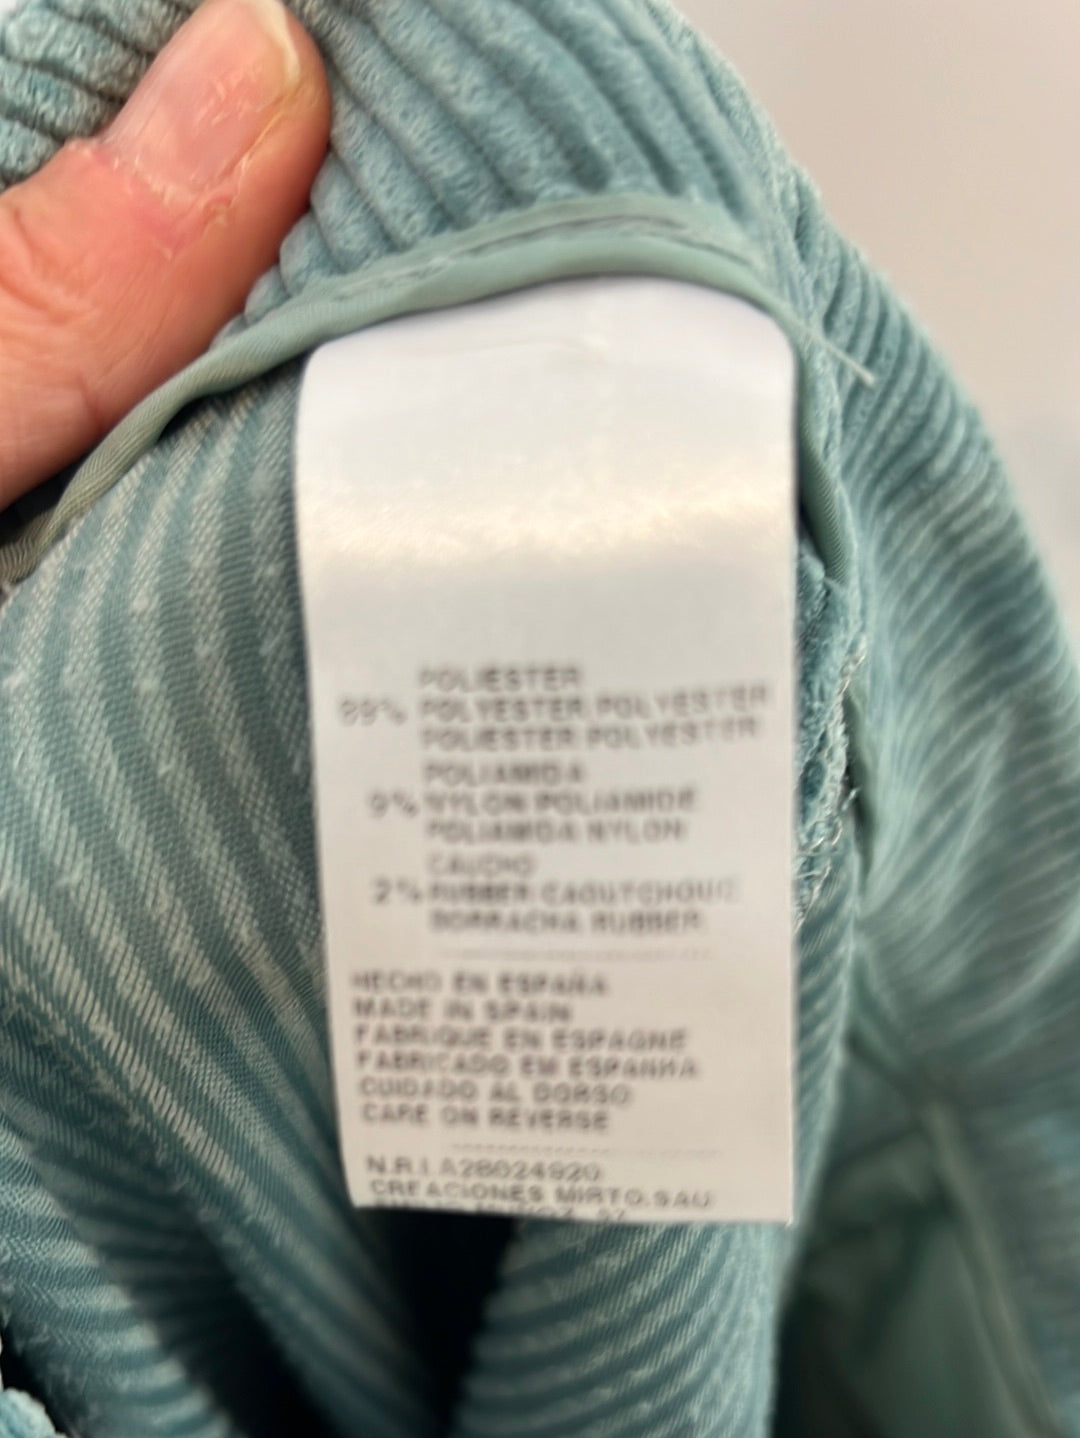 POLIESTER
89% POLYESTER POLYESTER
POLIESTER POLYESTER
POLIAMIDA
9% NYLON POLIAMIDE
POLIAMIDA NYLON
CAUCHO
2% RUBBER CAOUTCHOUC
BORRACHA RUBBER
HECHO EN ESPAÑA
MADE IN SPAIN
FABRIQUE EN ESPAGNE
FABRICADO EM ESPANHA
CUIDADO AL DORSO
CARE ON REVERSE
N.R.I.A28024920
CREACIONES MIRTO,SAU